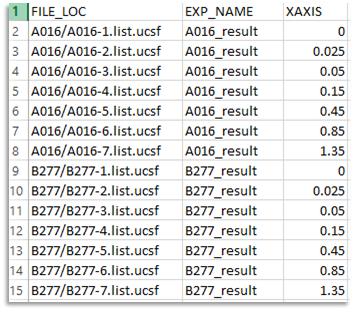 1 FILE_LOC EXP_NAME XAXIS
2 A016/A016-1.list.ucsf A016_result 0
3 A016/A016-2.list.ucsf A016_result 0.025
4 A016/A016-3.list.ucsf A016_result 0.05
5 A016/A016-4.list.ucsf A016_result 0.15
6 A016/A016-5.list.ucsf A016_result 0.45
7 A016/A016-6.list.ucsf A016_result 0.85
8 A016/A016-7.list.ucsf A016_result 1.35
9 B277/B277-1.list.ucsf B277_result 0
10 B277/B277-2.list.ucsf B277_result 0.025
11 B277/B277-3.list.ucsf B277_result 0.05
12 B277/B277-4.list.ucsf B277_result 0.15
13 B277/B277-5.list.ucsf B277_result 0.45
14 B277/B277-6.list.ucsf B277_result 0.85
15 B277/B277-7.list.ucsf B277_result 1.35